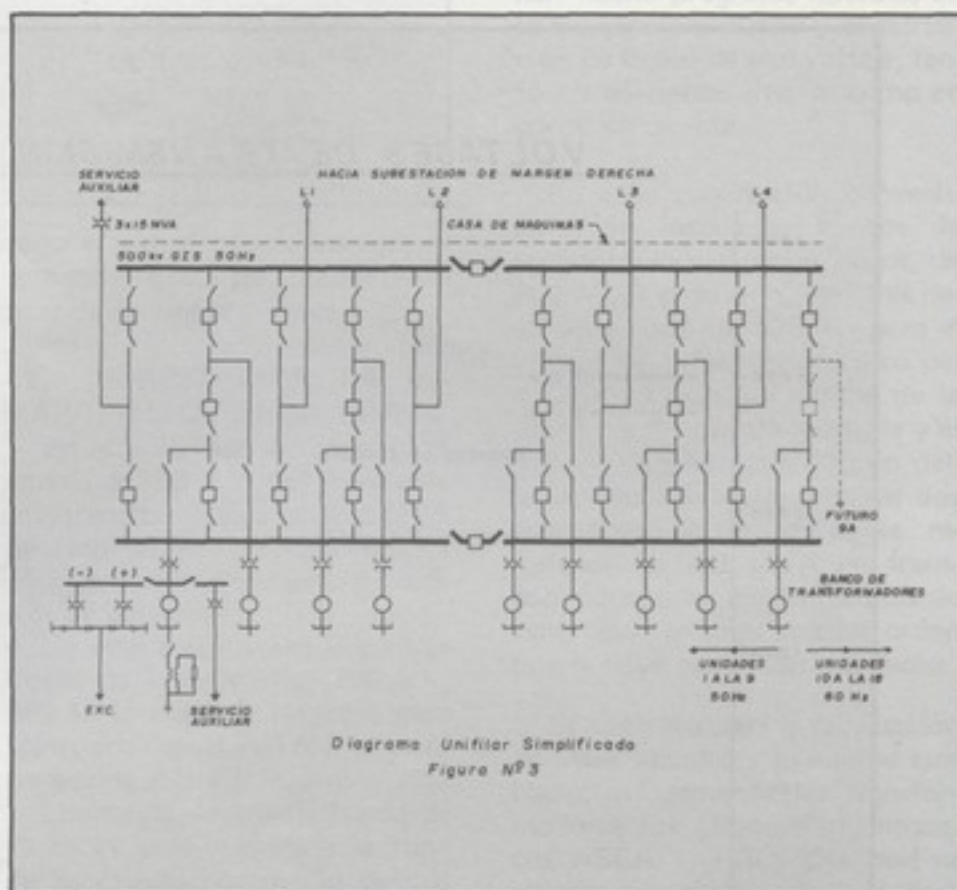 HACIA SUBESTACION DE MARGEN DERECHA
SERVICIO
AUXILIAR
L1
L2
L3
L4
3x15 MVA
CASA DE MAQUINAS
500kv GIS 50Hz
FUTURO
9A
(-) (+)
BANCO DE
TRANSFORMADORES
UNIDADES
1 A LA 9
50Hz
UNIDADES
10 A LA 18
60 Hz
EXC.
SERVICIO
AUXILIAR
Diagrama Unifilar Simplificado
Figura Nº 3